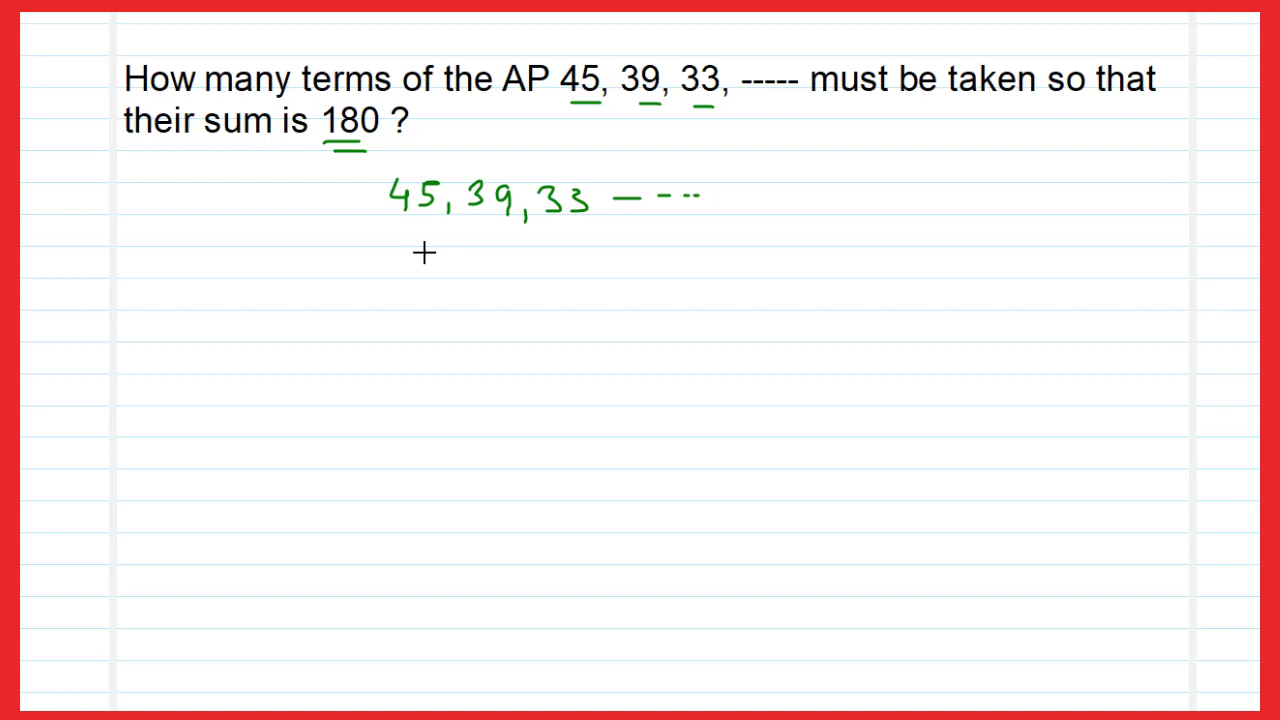 How many terms of the AP 45, 39, 33, ----- must be taken so that
their sum is 180 ?
45, 39, 33 - - --